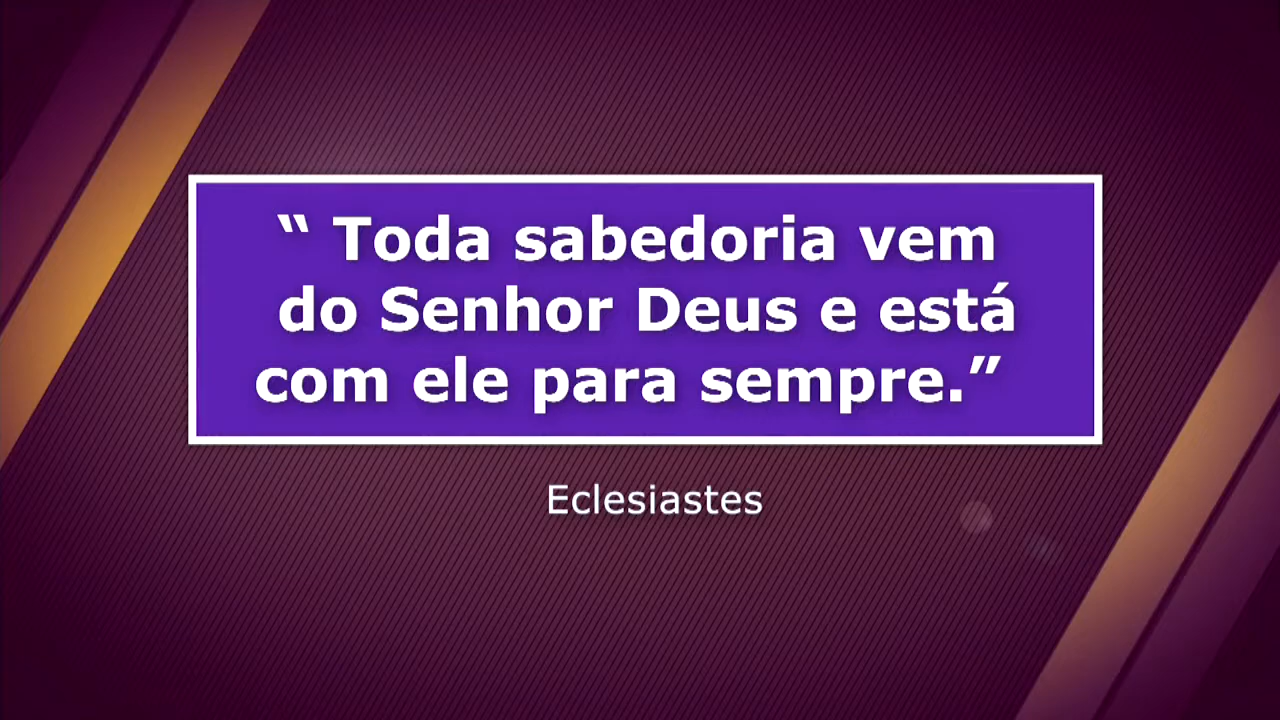 “ Toda sabedoria vem
do Senhor Deus e está
com ele para sempre.”
Eclesiastes